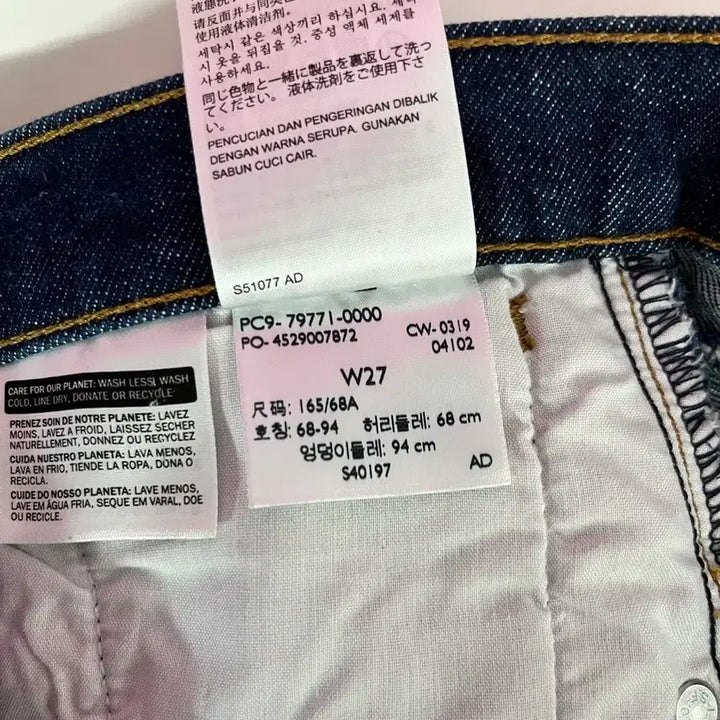 请反面并与同类
使用液体清洁剂。
세탁시 같은 색상끼리 하십시요. 세탁
시 옷을 뒤집을 것. 중성 액체 세제를
사용하세요.
同じ色物と一緒に製品を裏返して洗っ
てください。 液体洗剤をご使用下さ
い。
PENCUCIAN DAN PENGERINGAN DIBALIK
DENGAN WARNA SERUPA. GUNAKAN
SABUN CUCI CAIR.
S51077 AD
PC9- 79771-0000
PO- 4529007872
CW- 0319
04102
W27
尺码: 165/68A
호칭: 68-94 허리둘레: 68 cm
엉덩이둘레: 94 cm
S40197
AD
CARE FOR OUR PLANET: WASH LESS, WASH
COLD, LINE DRY, DONATE OR RECYCLE
PRENEZ SOIN DE NOTRE PLANETE: LAVEZ
MOINS, LAVEZ A FROID, LAISSEZ SECHER
NATURELLEMENT, DONNEZ OU RECYCLEZ
CUIDA NUESTRO PLANETA: LAVA MENOS,
LAVA EN FRIO, TIENDE LA ROPA, DONA O
RECICLA.
CUIDE DO NOSSO PLANETA: LAVE MENOS,
LAVE EM ÁGUA FRIA, SEQUE EM VARAL, DOE
OU RECICLE.